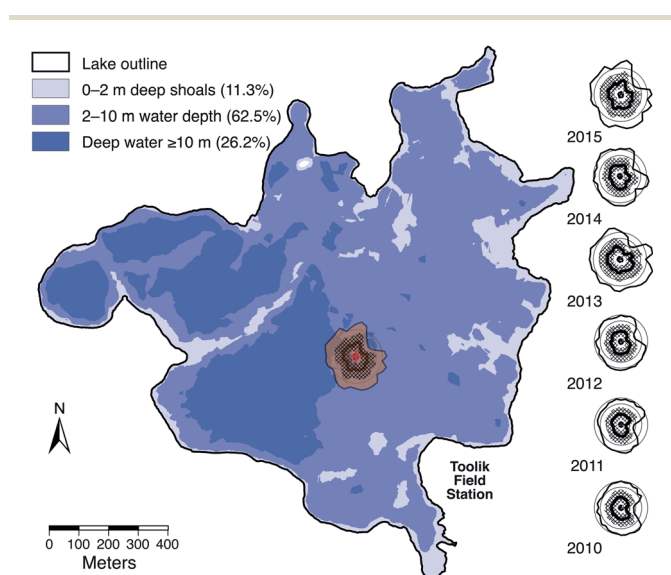 Lake outline
0–2 m deep shoals (11.3%)
2–10 m water depth (62.5%)
Deep water ≥10 m (26.2%)
2015
2014
2013
2012
2011
2010
N
Toolik
Field
Station
0 100 200 300 400
Meters